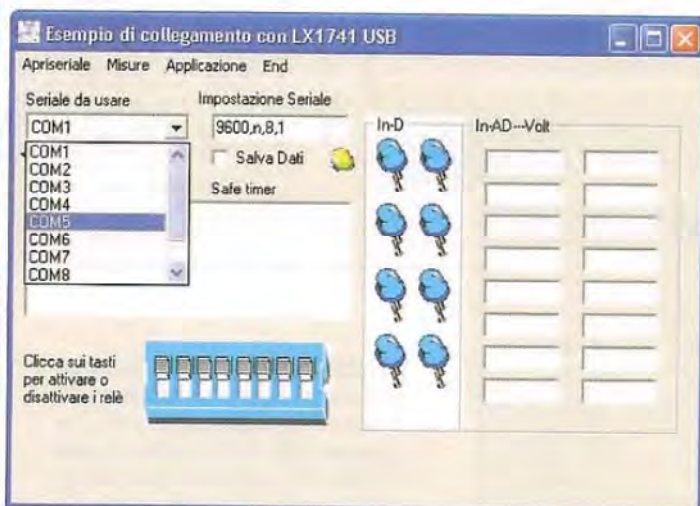 Esempio di collegamento con LX1741 USB
Apriseriale Misure Applicazione End
Seriale da usare
Impostazione Seriale
COM1
9600,n,8,1
In-D
In-AD---Volt
COM1
COM2
COM3
COM4
COM5
COM6
COM7
COM8
Salva Dati
Safe timer
Clicca sui tasti
per attivare o
disattivare i relè